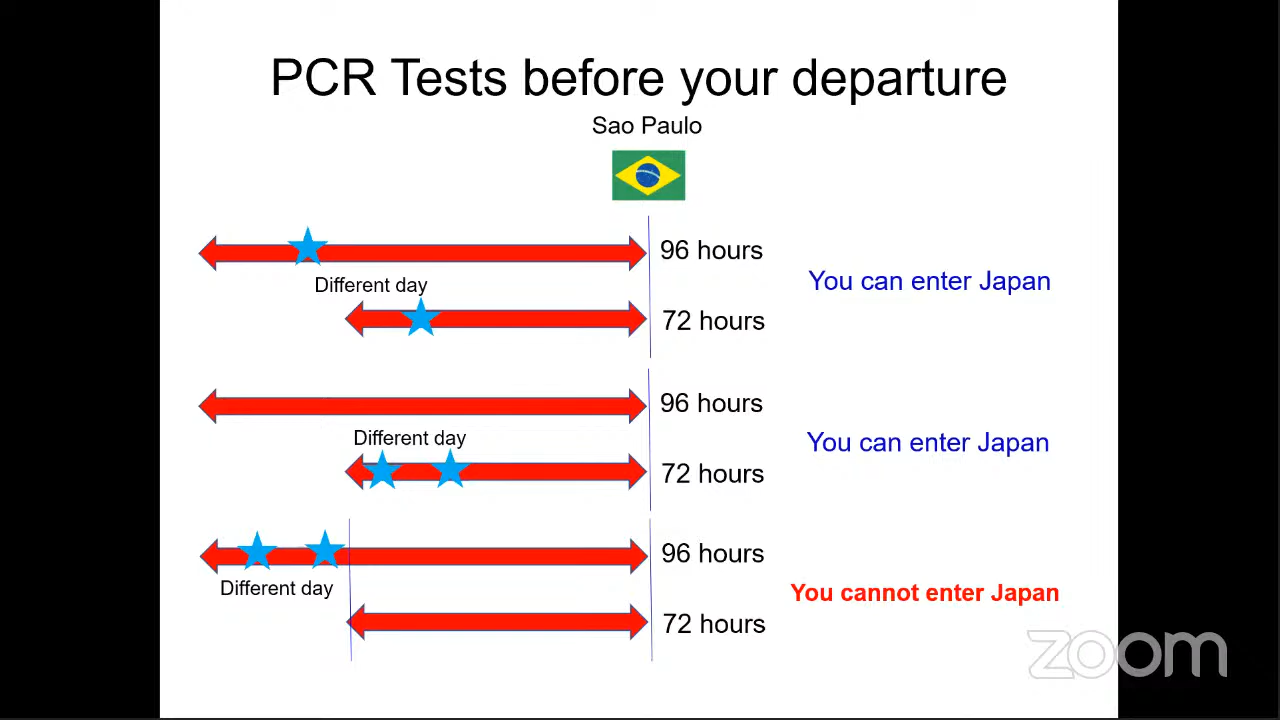 PCR Tests before your departure
Sao Paulo
96 hours
Different day
72 hours
You can enter Japan
96 hours
Different day
72 hours
You can enter Japan
96 hours
Different day
72 hours
You cannot enter Japan
zoom